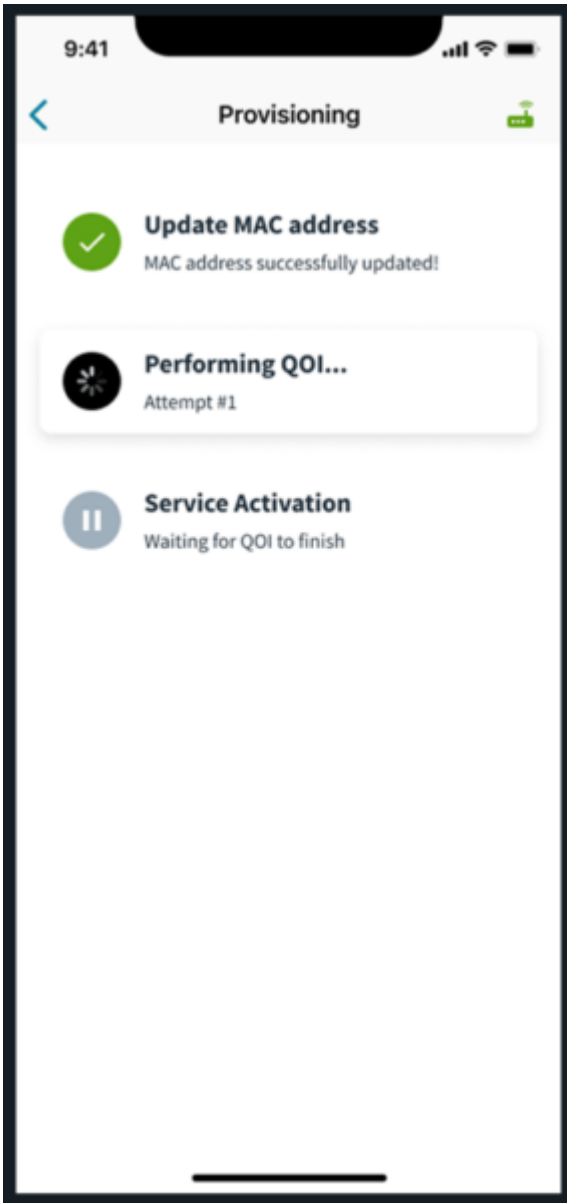 9:41
Provisioning
Update MAC address
MAC address successfully updated!
Performing QOI...
Attempt #1
Service Activation
Waiting for QOI to finish